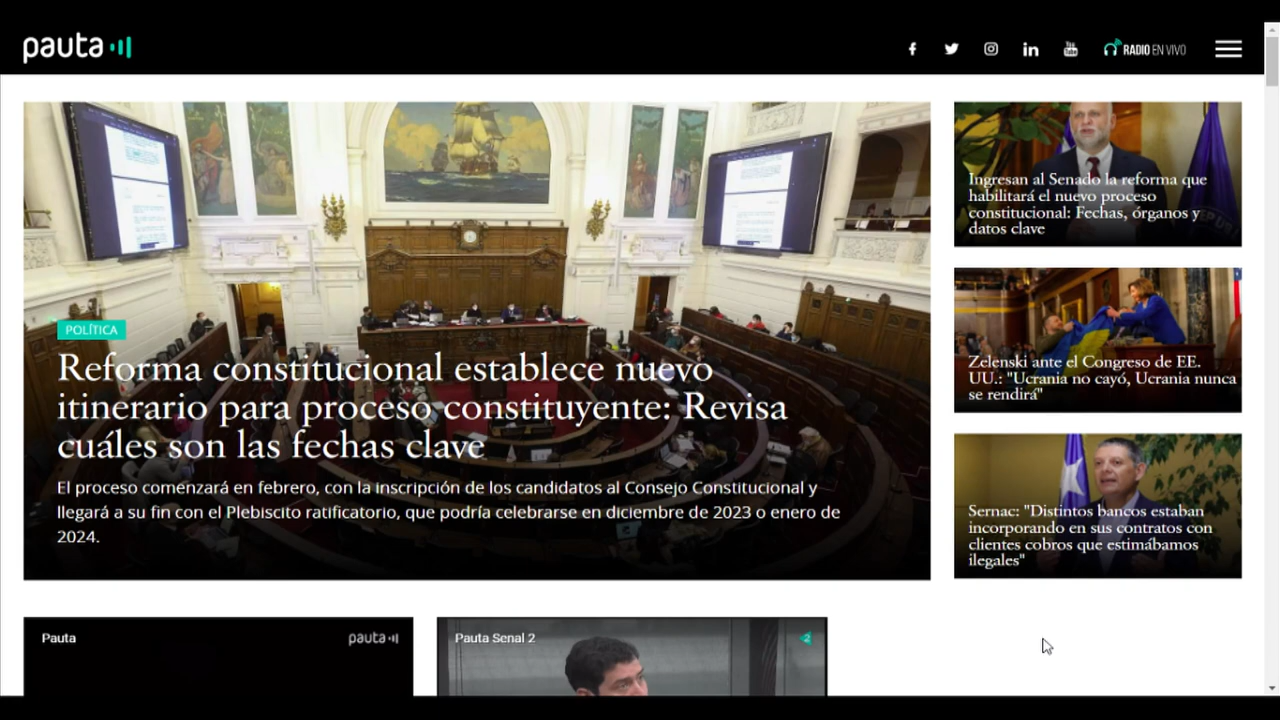 pauta
RADIO EN VIVO
POLÍTICA
Reforma constitucional establece nuevo
itinerario para proceso constituyente: Revisa
cuáles son las fechas clave
El proceso comenzará en febrero, con la inscripción de los candidatos al Consejo Constitucional y
llegará a su fin con el Plebiscito ratificatorio, que podría celebrarse en diciembre de 2023 o enero de
2024.
Ingresan al Senado la reforma que
habilitará el nuevo proceso
constitucional: Fechas, órganos y
datos clave
Zelenski ante el Congreso de EE.
UU.: "Ucrania no cayó, Ucrania nunca
se rendirá"
Sernac: "Distintos bancos estaban
incorporando en sus contratos con
clientes cobros que estimábamos
ilegales"
Pauta
pauta
Pauta Senal 2
2